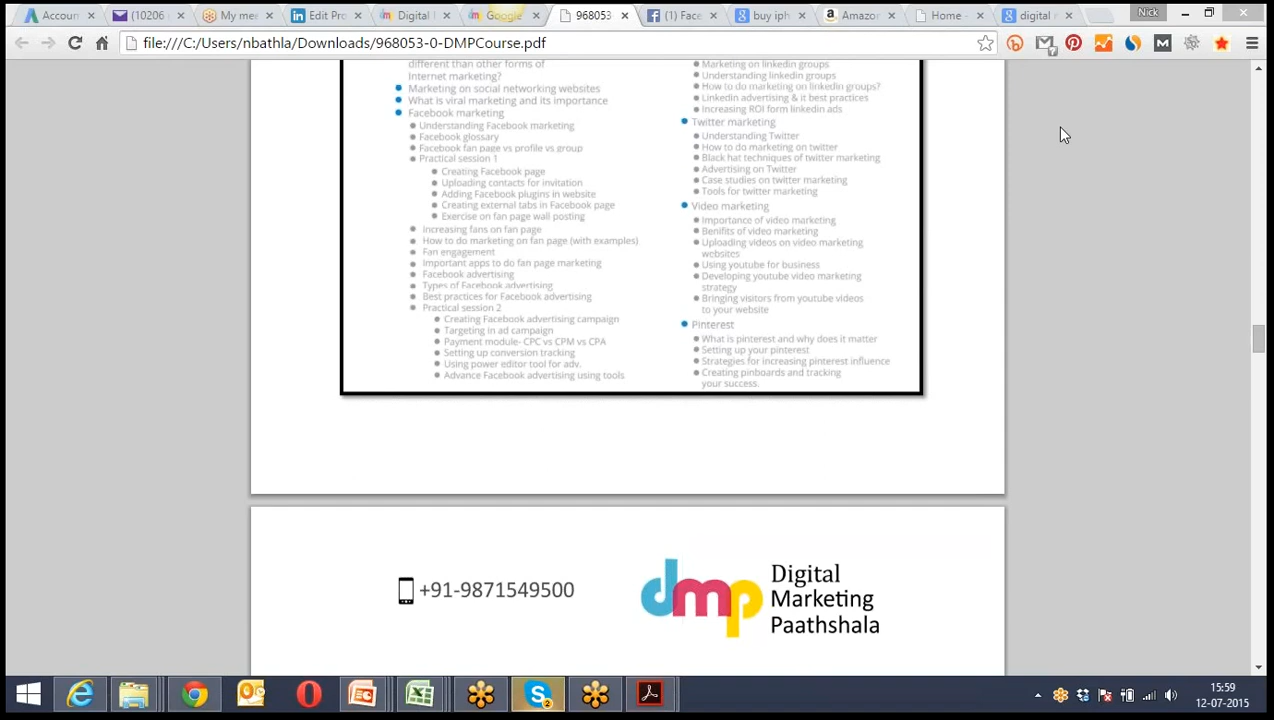 Accoun
(10206
My mee
Edit Pro
Digital
Google
968053
(1) Face
buy iph
Amazon
Home -
digital
Nick
file:///C:/Users/nbathla/Downloads/968053-0-DMPCourse.pdf
different than other forms of
Internet marketing?
Marketing on social networking websites
What is viral marketing and its importance
Facebook marketing
Understanding Facebook marketing
Facebook glossary
Facebook fan page vs profile vs group
Practical session 1
Creating Facebook page
Uploading contacts for invitation
Adding Facebook plugins in website
Creating external tabs in Facebook page
Exercise on fan page wall posting
Increasing fans on fan page
How to do marketing on fan page (with examples)
Fan engagement
Important apps to do fan page marketing
Facebook advertising
Types of Facebook advertising
Best practices for Facebook advertising
Practical session 2
Creating Facebook advertising campaign
Targeting in ad campaign
Payment module- CPC vs CPM vs CPA
Setting up conversion tracking
Using power editor tool for adv.
Advance Facebook advertising using tools
Marketing on linkedin groups
Understanding linkedin groups
How to do marketing on linkedin groups?
Linkedin advertising & it best practices
Increasing ROI form linkedin ads
Twitter marketing
Understanding Twitter
How to do marketing on twitter
Black hat techniques of twitter marketing
Advertising on Twitter
Case studies on twitter marketing
Tools for twitter marketing
Video marketing
Importance of video marketing
Benifits of video marketing
Uploading videos on video marketing
websites
Using youtube for business
Developing youtube video marketing
strategy
Bringing visitors from youtube videos
to your website
Pinterest
What is pinterest and why does it matter
Setting up your pinterest
Strategies for increasing pinterest influence
Creating pinboards and tracking
your success.
+91-9871549500
dmp
Digital
Marketing
Paathshala
15:59
12-07-2015